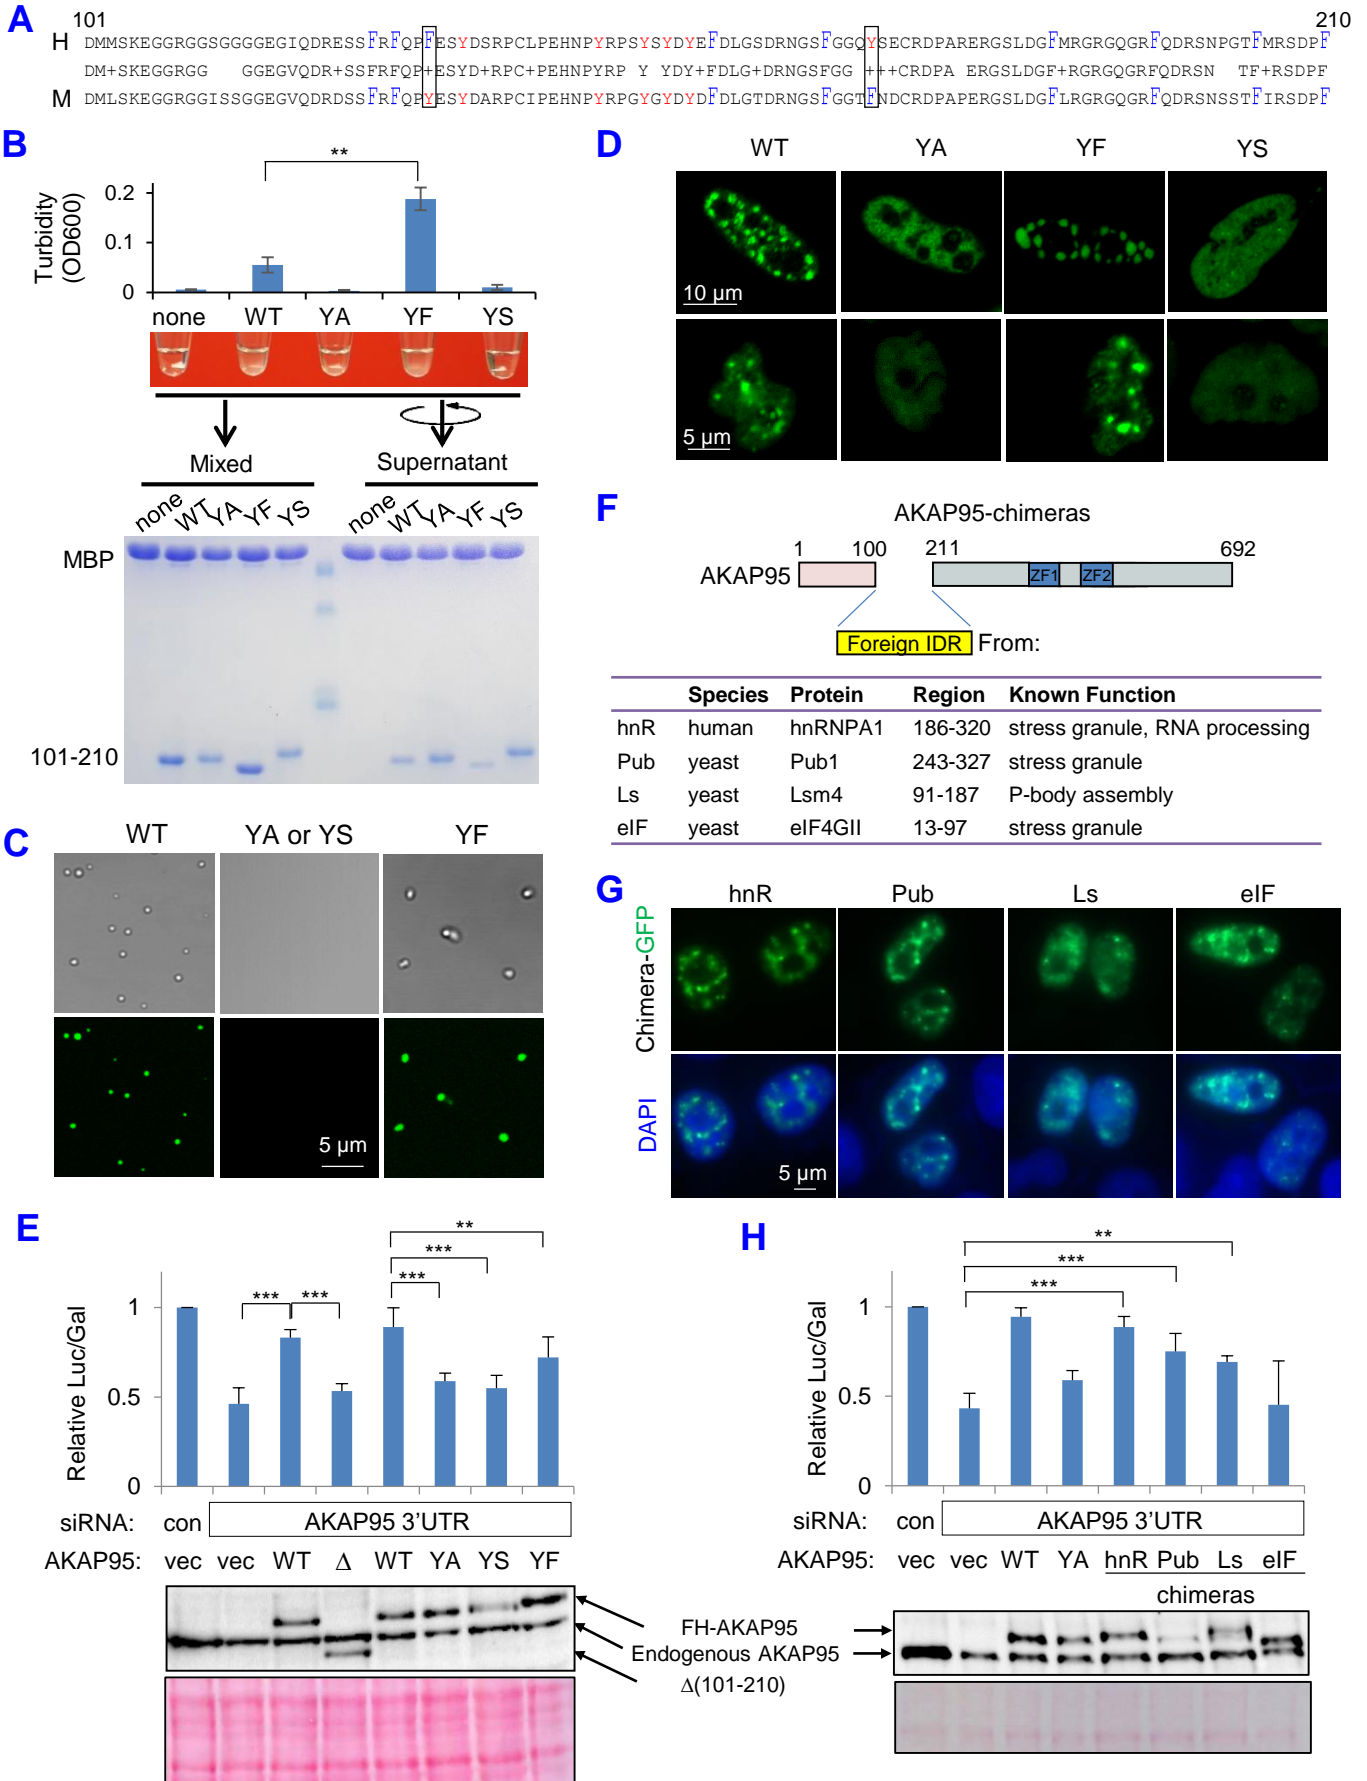 A
101
210
H DMMSKEGGRGGSGGGGEGIQDRESSFRFQPFESYDSRPCLPEHNPYRPSYSYDYEFDLGSDRNGSFGGQYSECRDPARERGSLDGFMRGRGQGRFQDRSNPGTFMRSDPF
DM+SKEGGRGG GGEGVQDR+SSFRFQP+ESYD+RPC+PEHNPYRP Y YDY+FDLG+DRNGSFGG +++CRDPA ERGSLDGF+RGRGQGRFQDRSN TF+RSDPF
M DMLSKEGGRGGISSGGEGVQDRDSSFRFQPYESYDARPCIPEHNPYRPGYGYDYDFDLGTDRNGSFGGTFNDCRDPAPERGSLDGFLRGRGQGRFQDRSNSSTFIRSDPF
B
**
Turbidity
(OD600)
0.2
0.1
0
none WT YA YF YS
Mixed Supernatant
none WT YA YF YS none WT YA YF YS
MBP
101-210
C
WT YA or YS YF
5 µm
D
WT YA YF YS
10 µm
5 µm
F
AKAP95-chimeras
1 100 211 692
AKAP95
ZF1 ZF2
Foreign IDR From:
Species Protein Region Known Function
hnR human hnRNPA1 186-320 stress granule, RNA processing
Pub yeast Pub1 243-327 stress granule
Ls yeast Lsm4 91-187 P-body assembly
eIF yeast eIF4GII 13-97 stress granule
G
hnR Pub Ls eIF
Chimera-GFP
DAPI
5 µm
E
**
***
***
*** ***
Relative Luc/Gal
1
0.5
0
siRNA: con AKAP95 3'UTR
AKAP95: vec vec WT Δ WT YA YS YF
FH-AKAP95
Endogenous AKAP95
Δ(101-210)
H
**
***
***
Relative Luc/Gal
1
0.5
0
siRNA: con AKAP95 3'UTR
AKAP95: vec vec WT YA hnR Pub Ls eIF
chimeras